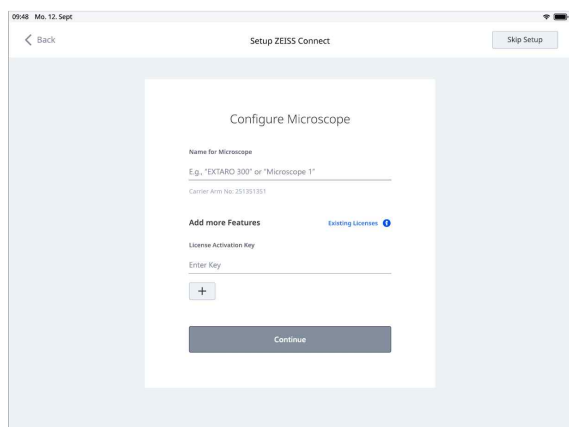 09:48 Mo. 12. Sept
Back
Setup ZEISS Connect
Skip Setup
Configure Microscope
Name for Microscope
E.g., "EXTARO 300" or "Microscope 1"
Carrier Arm No: 251351351
Add more Features
Existing Licenses
License Activation Key
Enter Key
+
Continue